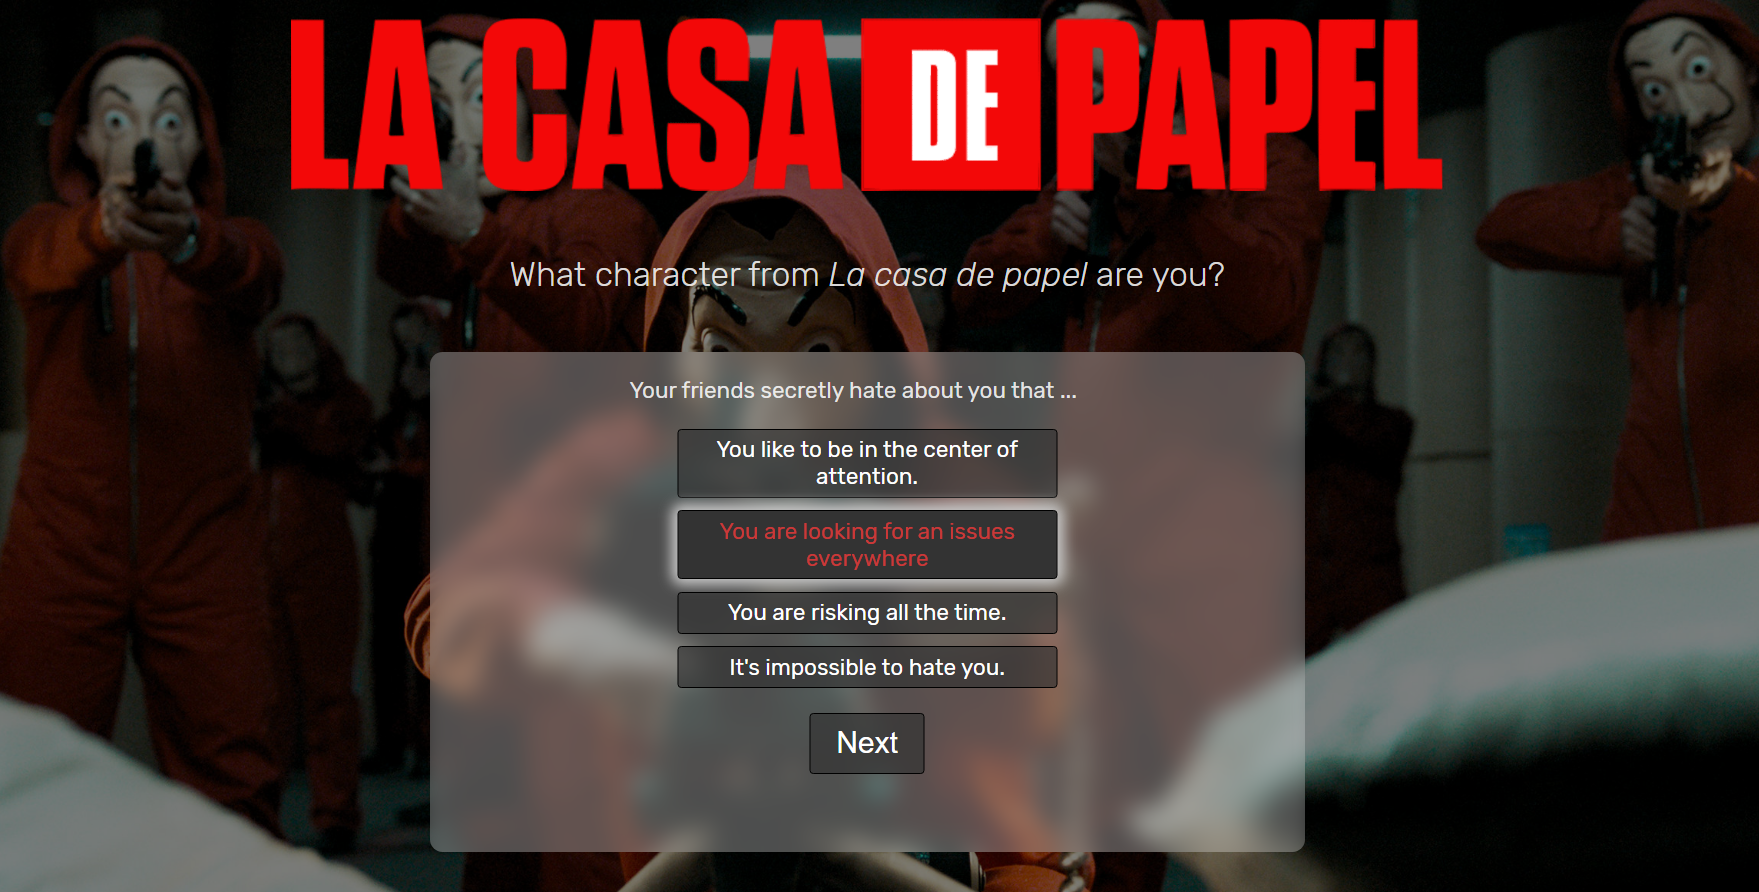 LA CASA DE PAPEL
What character from La casa de papel are you?
Your friends secretly hate about you that ...
You like to be in the center of
attention.
You are looking for an issues
everywhere
You are risking all the time.
It's impossible to hate you.
Next